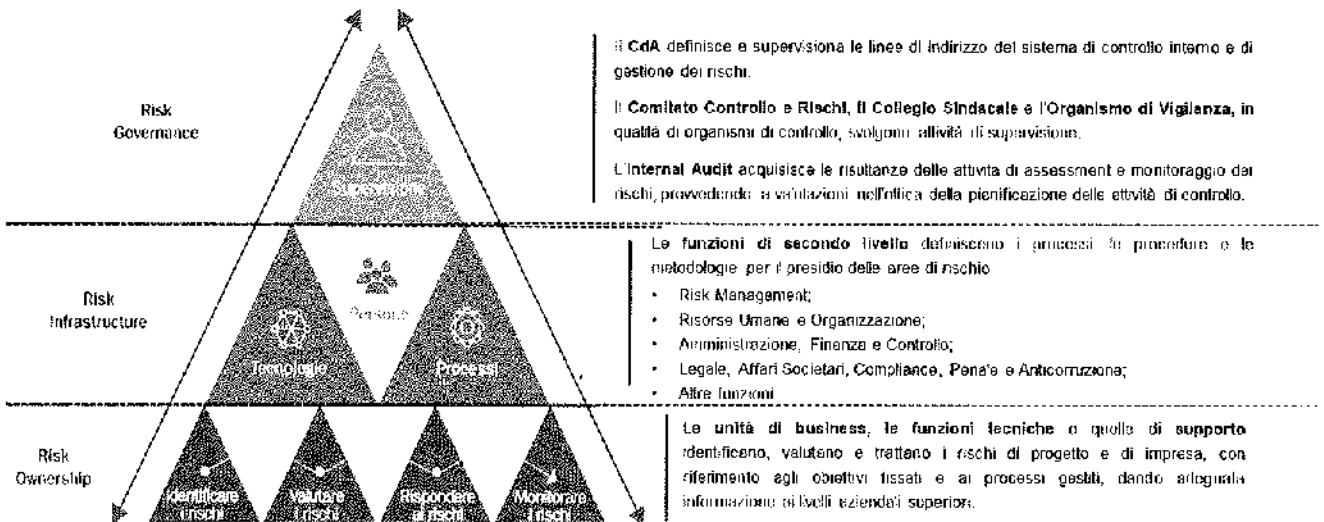 Risk
Governance
Supervisione
il CdA definisce e supervisiona le linee di indirizzo del sistema di controllo interno e di
gestione dei rischi.
Il Comitato Controllo e Rischi, il Collegio Sindacale e l'Organismo di Vigilanza, in
qualità di organismi di controllo, svolgono attività di supervisione.
L'Internal Audit acquisisce le risultanze delle attività di assessment e monitoraggio dei
rischi, provvedendo a valutazioni nell'ottica della pianificazione delle attività di controllo.
Risk
Infrastructure
Persone
Tecnologie
Processi
Le funzioni di secondo livello definiscono i processi le procedure e le
metodologie per il presidio delle aree di rischio
• Risk Management;
• Risorse Umane e Organizzazione;
• Amministrazione, Finanza e Controllo;
• Legale, Affari Societari, Compliance, Penale e Anticorruzione;
• Altre funzioni
Risk
Ownership
Identificare
i rischi
Valutare
i rischi
Rispondere
ai rischi
Monitorare
i rischi
Le unità di business, le funzioni tecniche o quelle di supporto
identificano, valutano e trattano i rischi di progetto e di impresa, con
riferimento agli obiettivi fissati e ai processi gestiti, dando adeguata
informazione ai livelli aziendali superiori.